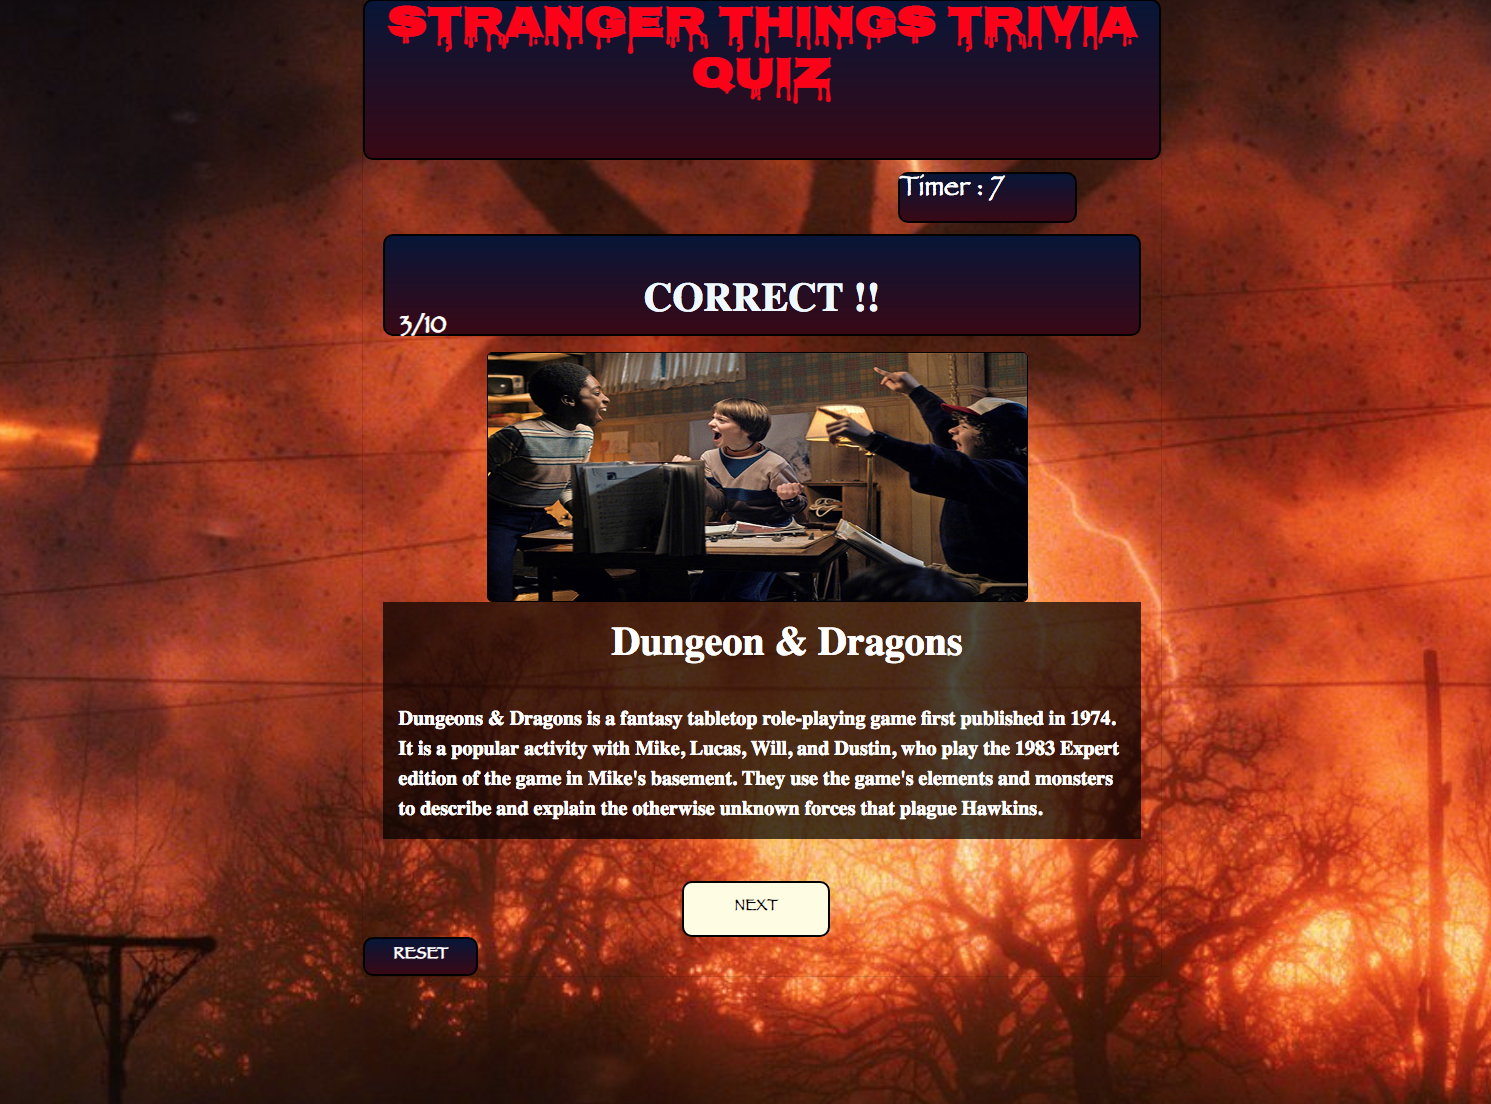 STRANGER THINGS TRIVIA
QUIZ
Timer : 7
CORRECT !!
3/10
Dungeon & Dragons
Dungeons & Dragons is a fantasy tabletop role-playing game first published in 1974.
It is a popular activity with Mike, Lucas, Will, and Dustin, who play the 1983 Expert
edition of the game in Mike's basement. They use the game's elements and monsters
to describe and explain the otherwise unknown forces that plague Hawkins.
NEXT
RESET